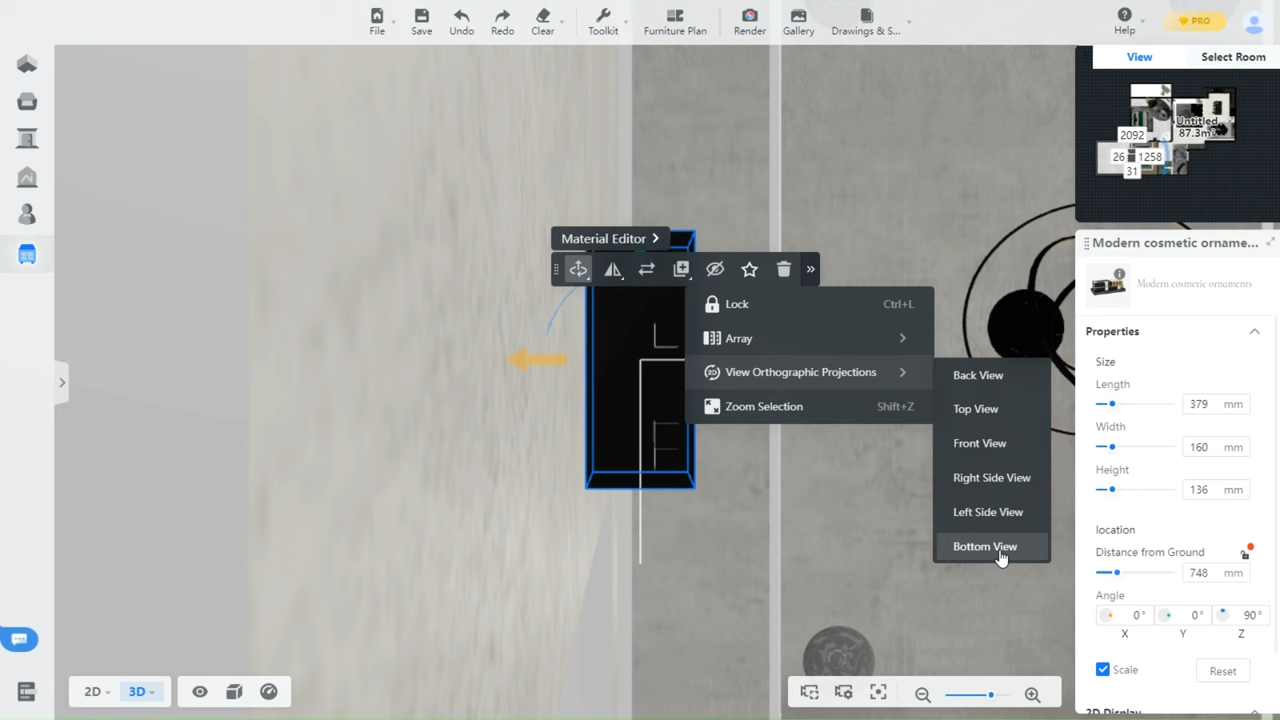 File
Save
Undo
Redo
Clear
Toolkit
Furniture Plan
Render
Gallery
Drawings & S...
Help
PRO
View
Select Room
Untitled
87.3m²
2092
26
1258
31
Material Editor
Lock Ctrl+L
Array
View Orthographic Projections
Zoom Selection Shift+Z
Back View
Top View
Front View
Right Side View
Left Side View
Bottom View
Modern cosmetic orname...
Modern cosmetic ornaments
Properties
Size
Length
379 mm
Width
160 mm
Height
136 mm
location
Distance from Ground
748 mm
Angle
0° 0° 90°
X Y Z
Scale
Reset
2D Display
2D
3D